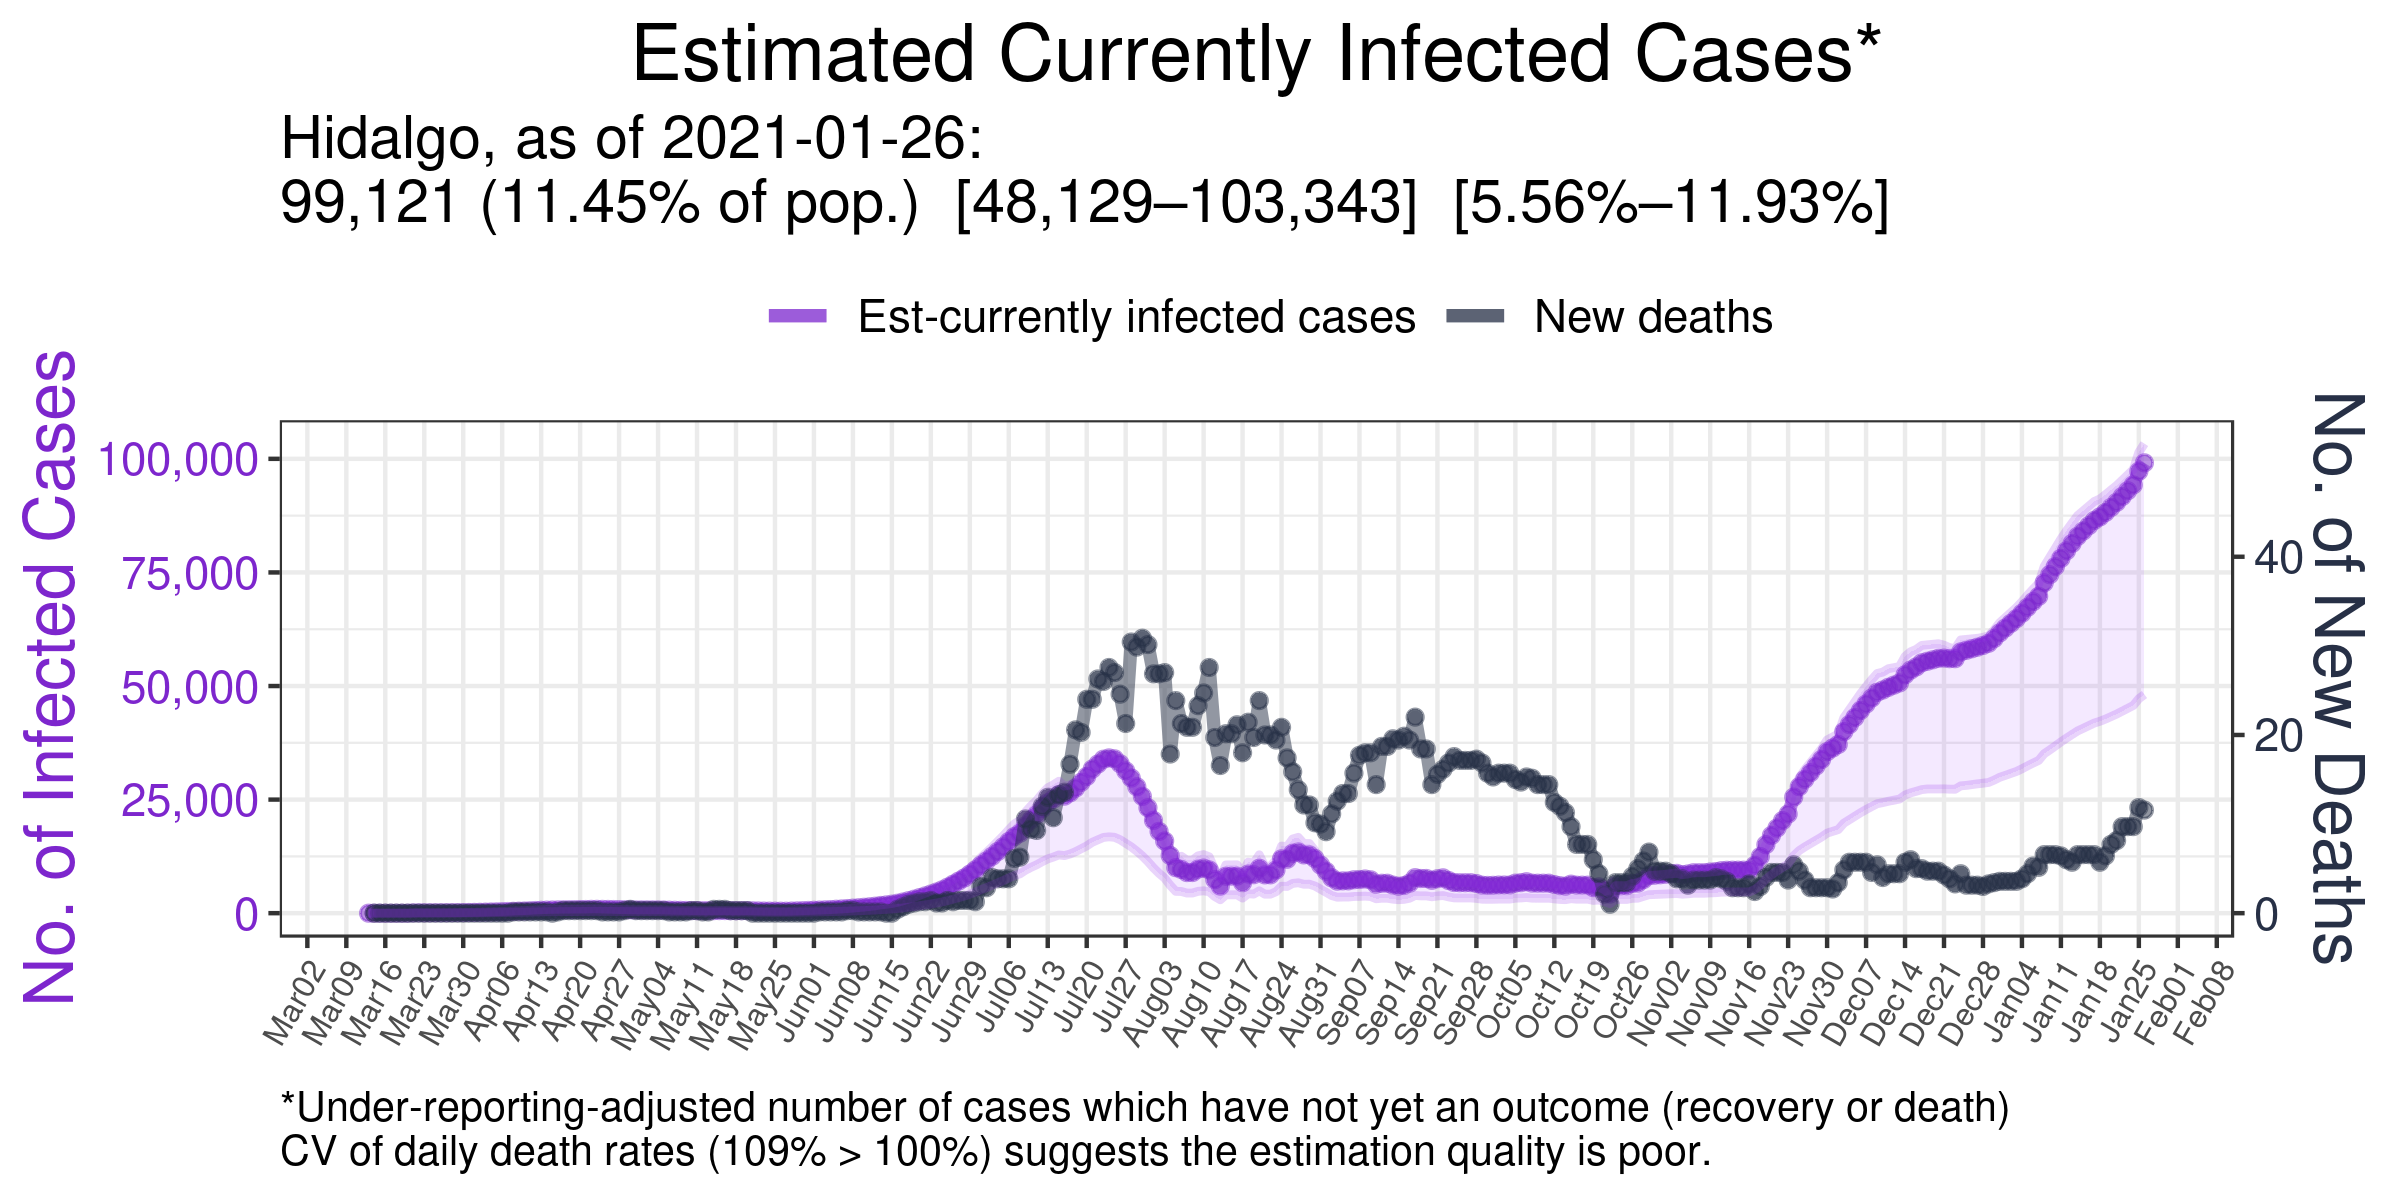 Estimated Currently Infected Cases*
Hidalgo, as of 2021-01-26:
99,121 (11.45% of pop.) [48,129–103,343] [5.56%–11.93%]
Est-currently infected cases New deaths
No. of Infected Cases
100,000
75,000
50,000
25,000
0
No. of New Deaths
40
20
0
Mar02 Mar09 Mar16 Mar23 Mar30 Apr06 Apr13 Apr20 Apr27 May04 May11 May18 May25 Jun01 Jun08 Jun15 Jun22 Jun29 Jul06 Jul13 Jul20 Jul27 Aug03 Aug10 Aug17 Aug24 Aug31 Sep07 Sep14 Sep21 Sep28 Oct05 Oct12 Oct19 Oct26 Nov02 Nov09 Nov16 Nov23 Nov30 Dec07 Dec14 Dec21 Dec28 Jan04 Jan11 Jan18 Jan25 Feb01 Feb08
*Under-reporting-adjusted number of cases which have not yet an outcome (recovery or death)
CV of daily death rates (109% > 100%) suggests the estimation quality is poor.